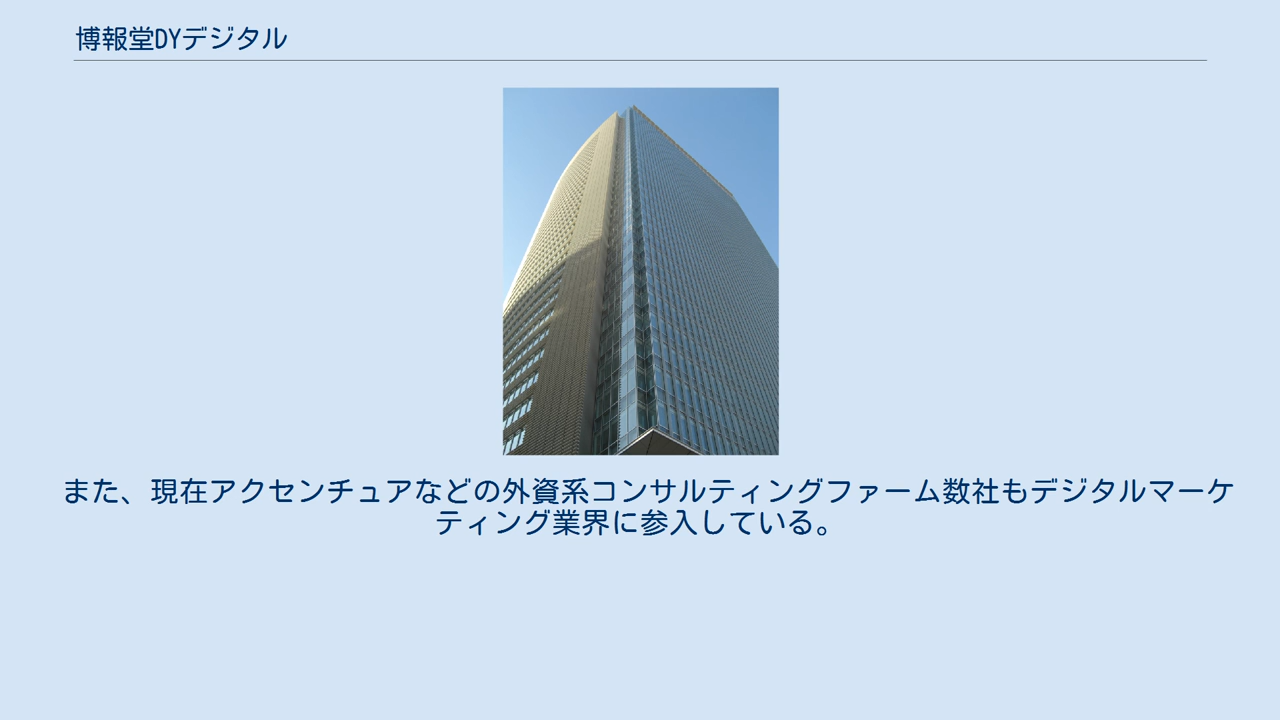 博報堂DYデジタル
また、現在アクセンチュアなどの外資系コンサルティングファーム数社もデジタルマーケ
ティング業界に参入している。